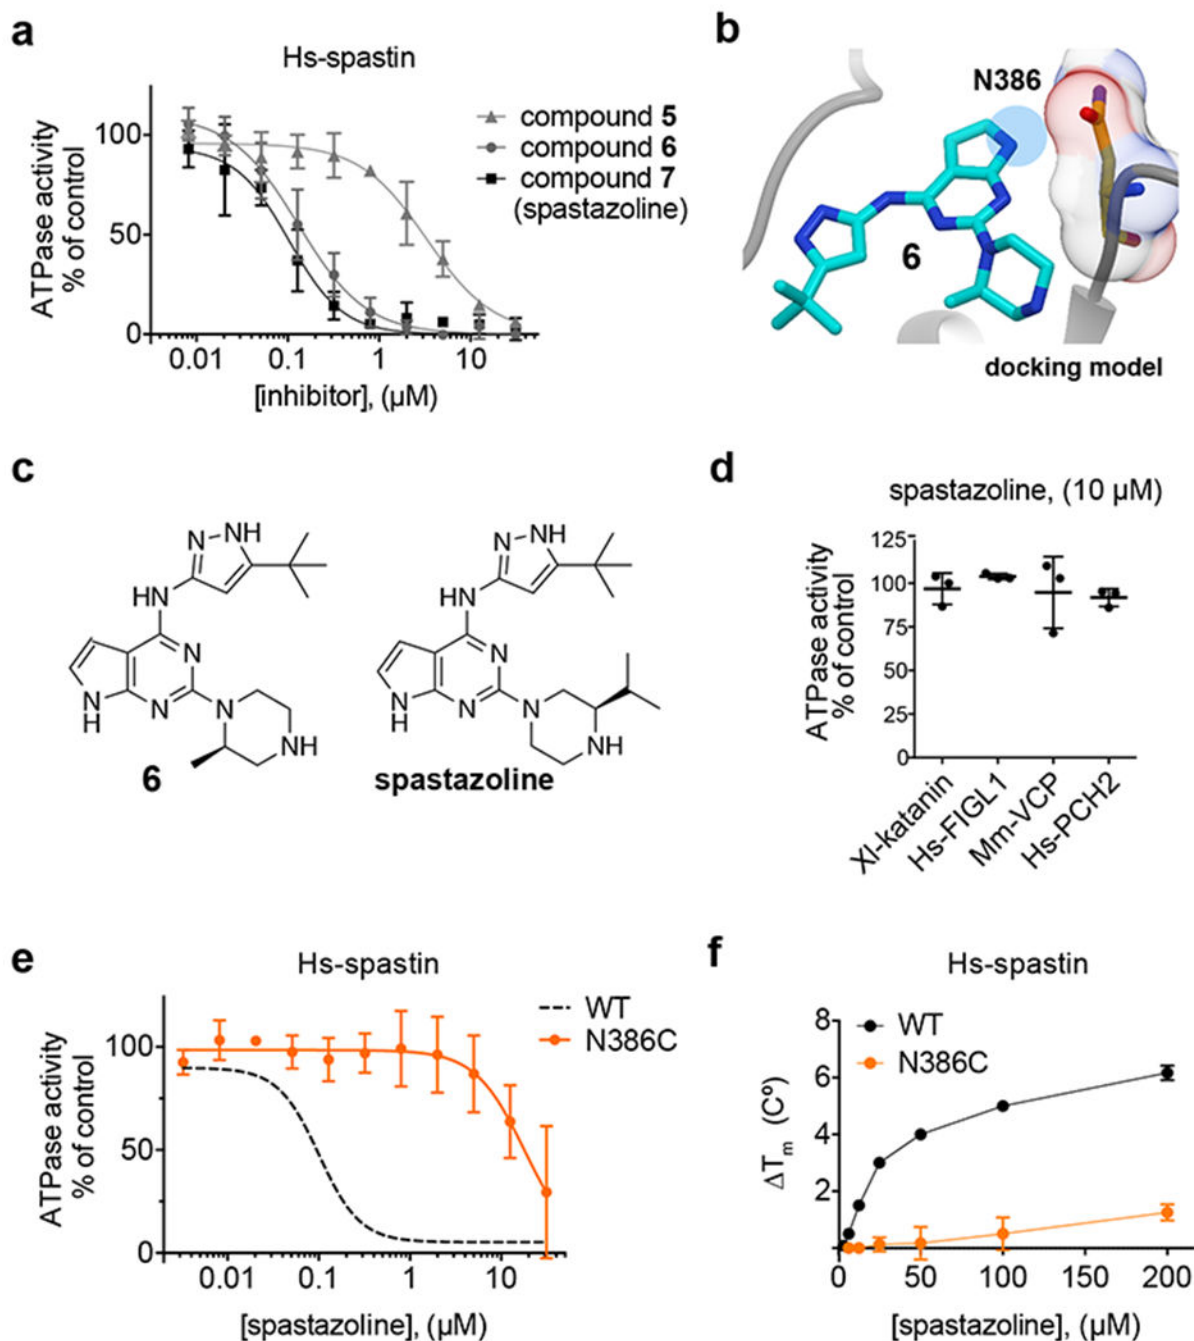 a
Hs-spastin
ATPase activity
% of control
100
50
0
0.01 0.1 1 10
[inhibitor], (µM)
compound 5
compound 6
compound 7
(spastazoline)
b
N386
6
docking model
c
N NH
HN
N
N
H
N
N
NH
6
N NH
HN
N
N
H
N
N
NH
spastazoline
d
spastazoline, (10 µM)
ATPase activity
% of control
125
100
75
50
25
0
Xl-katanin
Hs-FIGL1
Mm-VCP
Hs-PCH2
e
Hs-spastin
WT
N386C
ATPase activity
% of control
100
50
0
0.01 0.1 1 10
[spastazoline], (µM)
f
Hs-spastin
WT
N386C
ΔTm (Cº)
8
6
4
2
0 50 100 150 200
[spastazoline], (µM)